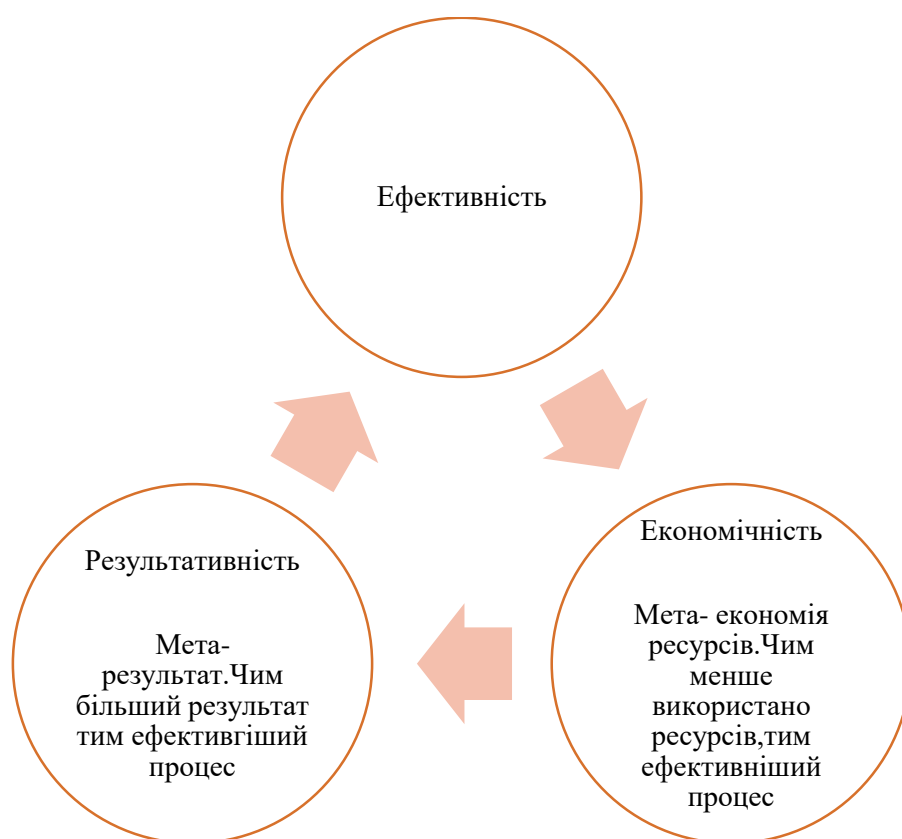 Ефективність
Економічність
Мета- економія
ресурсів.Чим
менше
використано
ресурсів,тим
ефективніший
процес
Результативність
Мета-
результат.Чим
більший результат
тим ефективгіший
процес